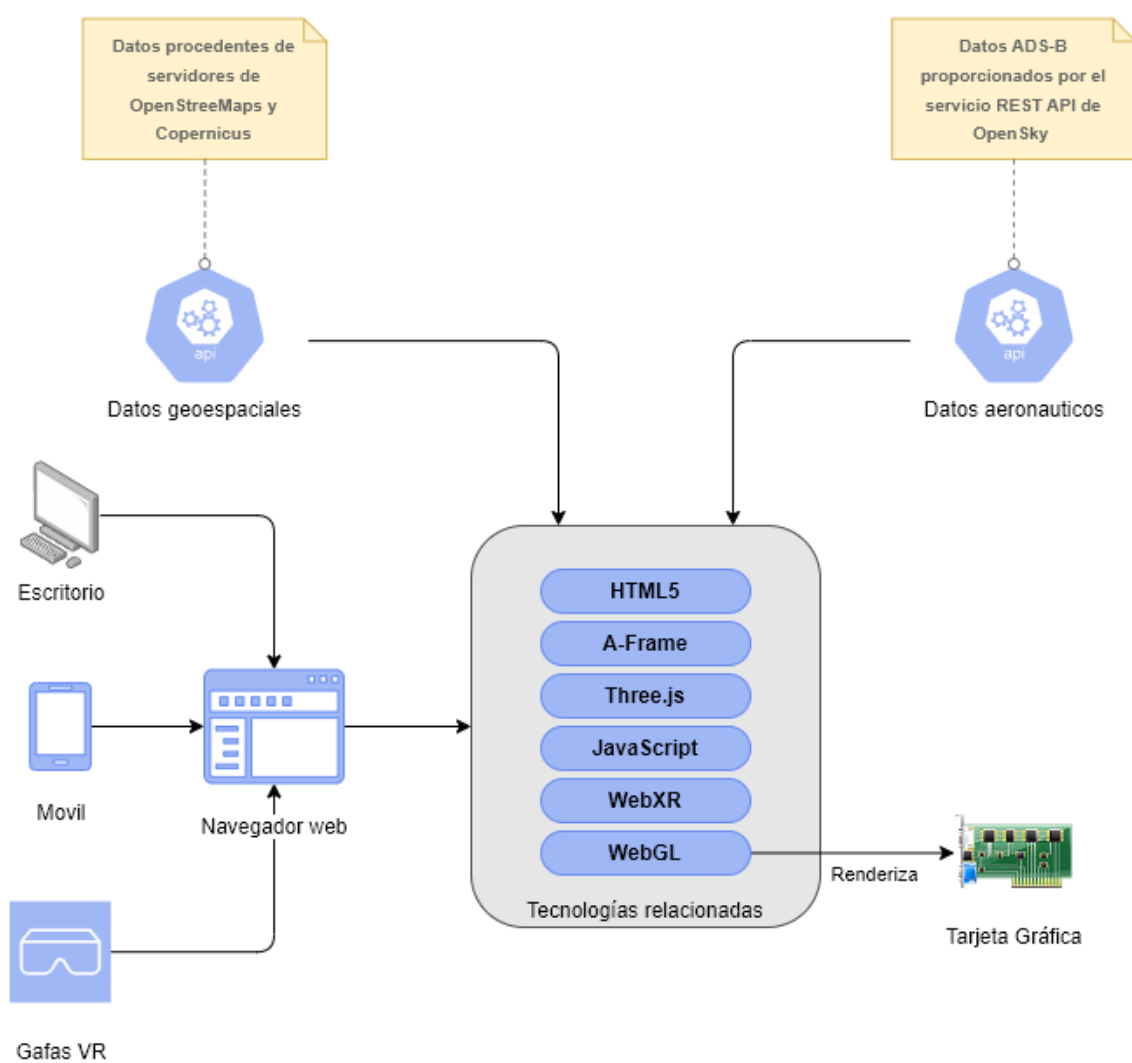 Datos procedentes de
servidores de
OpenStreeMaps y
Copernicus
Datos ADS-B
proporcionados por el
servicio REST API de
OpenSky
api
api
Datos geoespaciales
Datos aeronauticos
Escritorio
Movil
Navegador web
Gafas VR
HTML5
A-Frame
Three.js
JavaScript
WebXR
WebGL
Tecnologías relacionadas
Renderiza
Tarjeta Gráfica